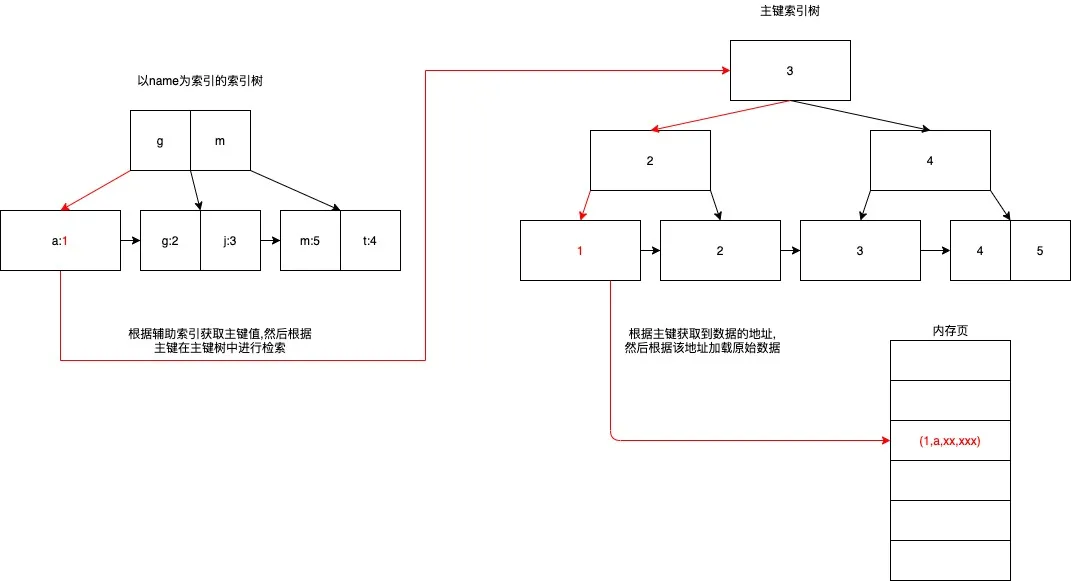 主键索引树
3
以name为索引的索引树
g
m
2
4
a:1
g:2
j:3
m:5
t:4
1
2
3
4
5
根据辅助索引获取主键值,然后根据
主键在主键树中进行检索
根据主键获取到数据的地址,
然后根据该地址加载原始数据
内存页
(1,a,xx,xxx)